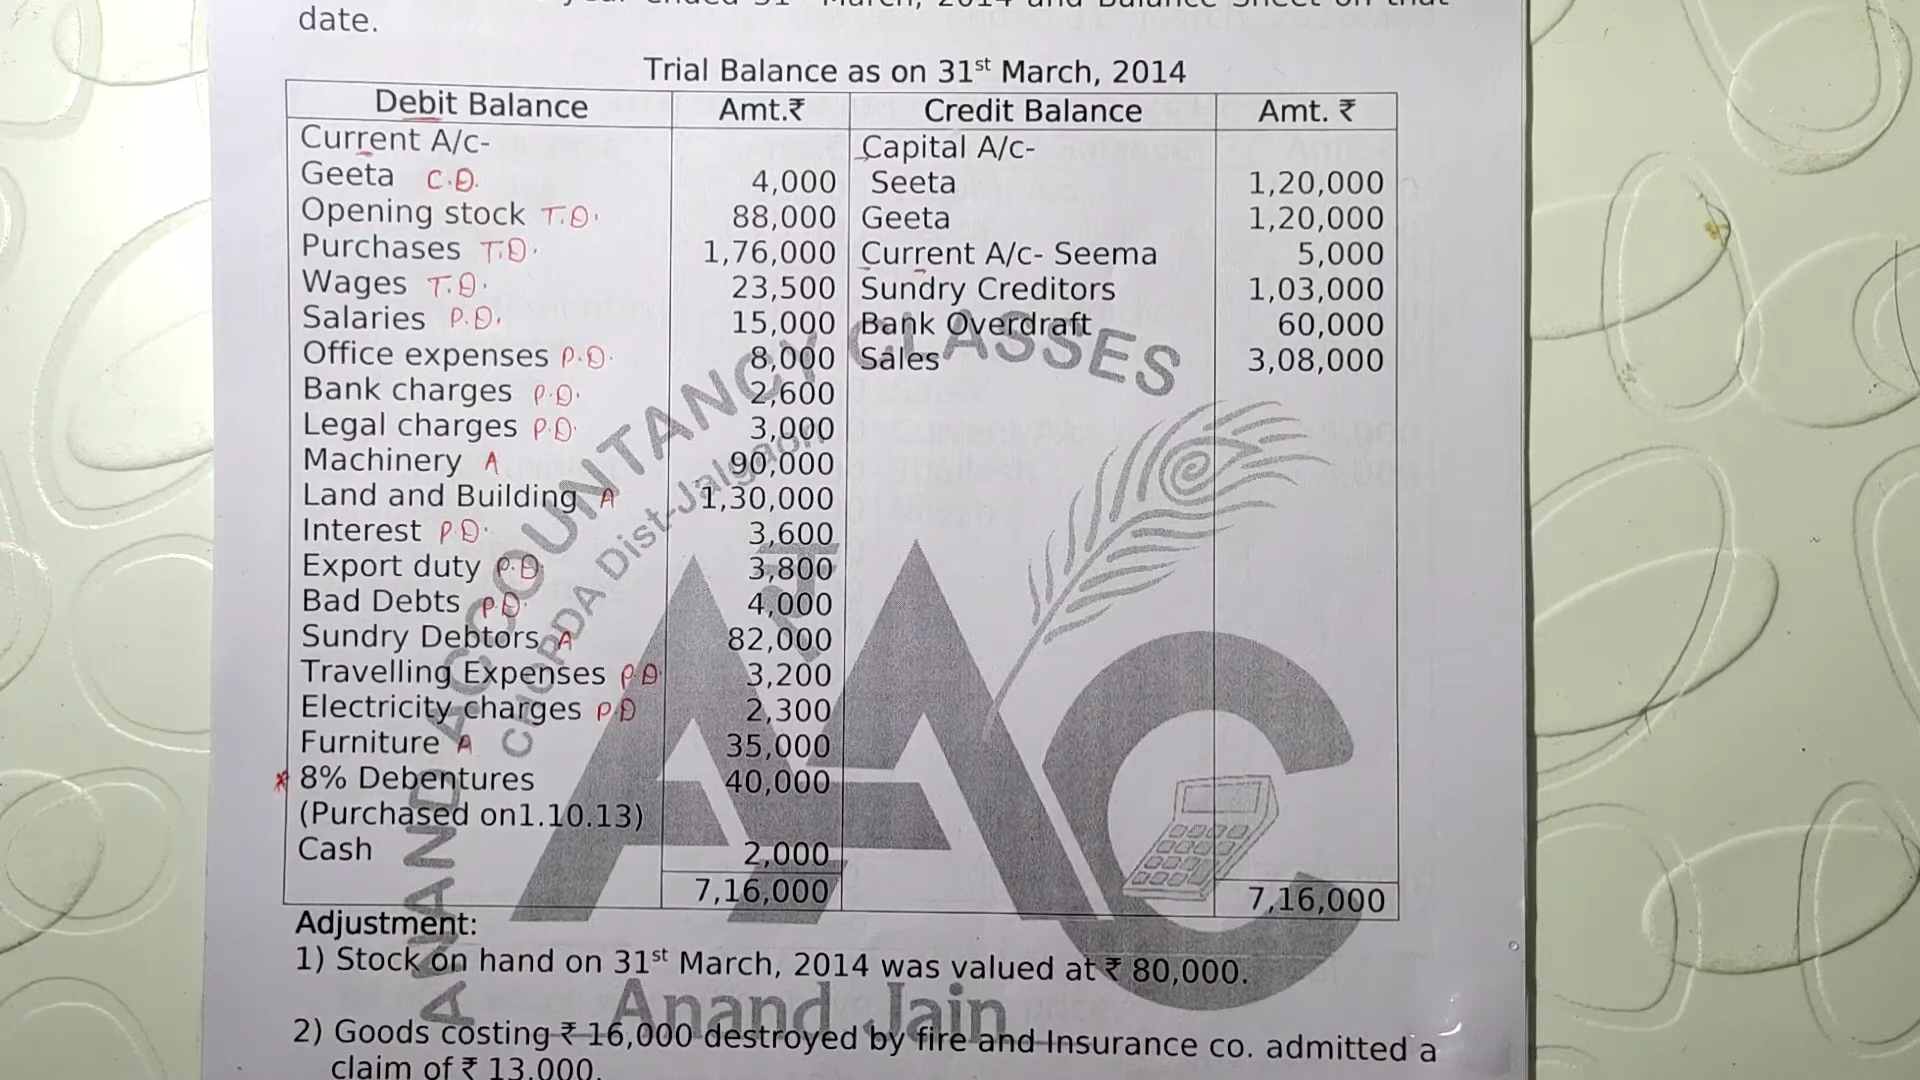 date.
Trial Balance as on 31st March, 2014
Debit Balance Amt.₹ Credit Balance Amt. ₹
Current A/c- Capital A/c-
Geeta C.D. 4,000 Seeta 1,20,000
Opening stock T.D. 88,000 Geeta 1,20,000
Purchases T.D. 1,76,000 Current A/c- Seema 5,000
Wages T.D. 23,500 Sundry Creditors 1,03,000
Salaries P.D. 15,000 Bank Overdraft 60,000
Office expenses P.D. 8,000 Sales 3,08,000
Bank charges P.D. 2,600
Legal charges P.D. 3,000
Machinery A 90,000
Land and Building A 1,30,000
Interest P.D. 3,600
Export duty P.D. 3,800
Bad Debts P.D. 4,000
Sundry Debtors A 82,000
Travelling Expenses P.D 3,200
Electricity charges P.D 2,300
Furniture A 35,000
* 8% Debentures 40,000
(Purchased on1.10.13)
Cash 2,000
7,16,000 7,16,000
Adjustment:
1) Stock on hand on 31st March, 2014 was valued at ₹ 80,000.
2) Goods costing ₹ 16,000 destroyed by fire and Insurance co. admitted a
claim of ₹ 13,000.
ANAND ACCOUNTANCY CLASSES
CHOPRDA Dist-Jalgaon
AAC
Anand Jain